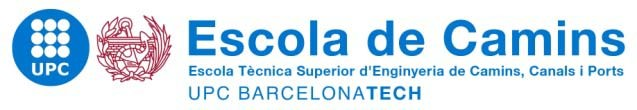 UPC
Escola de Camins
Escola Tècnica Superior d'Enginyeria de Camins, Canals i Ports
UPC BARCELONATECH